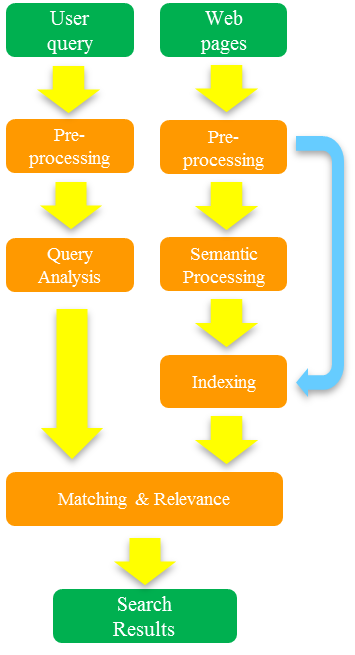 User
query
Web
pages
Pre-
processing
Pre-
processing
Query
Analysis
Semantic
Processing
Indexing
Matching & Relevance
Search
Results